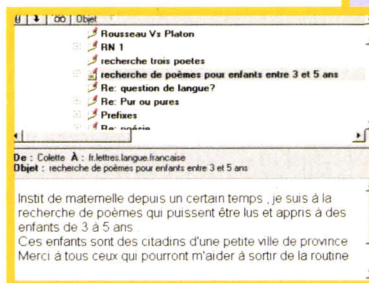 Objet
Rousseau Vs Platon
RN 1
recherche trois poetes
recherche de poèmes pour enfants entre 3 et 5 ans
Re: question de langue?
Re: Pur ou pures
Prefixes
Re: poésie
De : Colette À : fr.lettres.langue.francaise
Objet : recherche de poèmes pour enfants entre 3 et 5 ans
Instit de maternelle depuis un certain temps , je suis à la
recherche de poèmes qui puissent être lus et appris à des
enfants de 3 à 5 ans .
Ces enfants sont des citadins d'une petite ville de province
Merci à tous ceux qui pourront m'aider à sortir de la routine